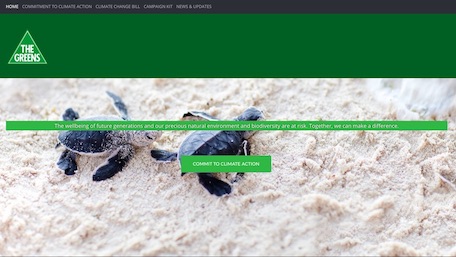 HOME COMMITMENT TO CLIMATE ACTION CLIMATE CHANGE BILL CAMPAIGN KIT NEWS & UPDATES
THE
GREENS
The wellbeing of future generations and our precious natural environment and biodiversity are at risk. Together, we can make a difference.
COMMIT TO CLIMATE ACTION